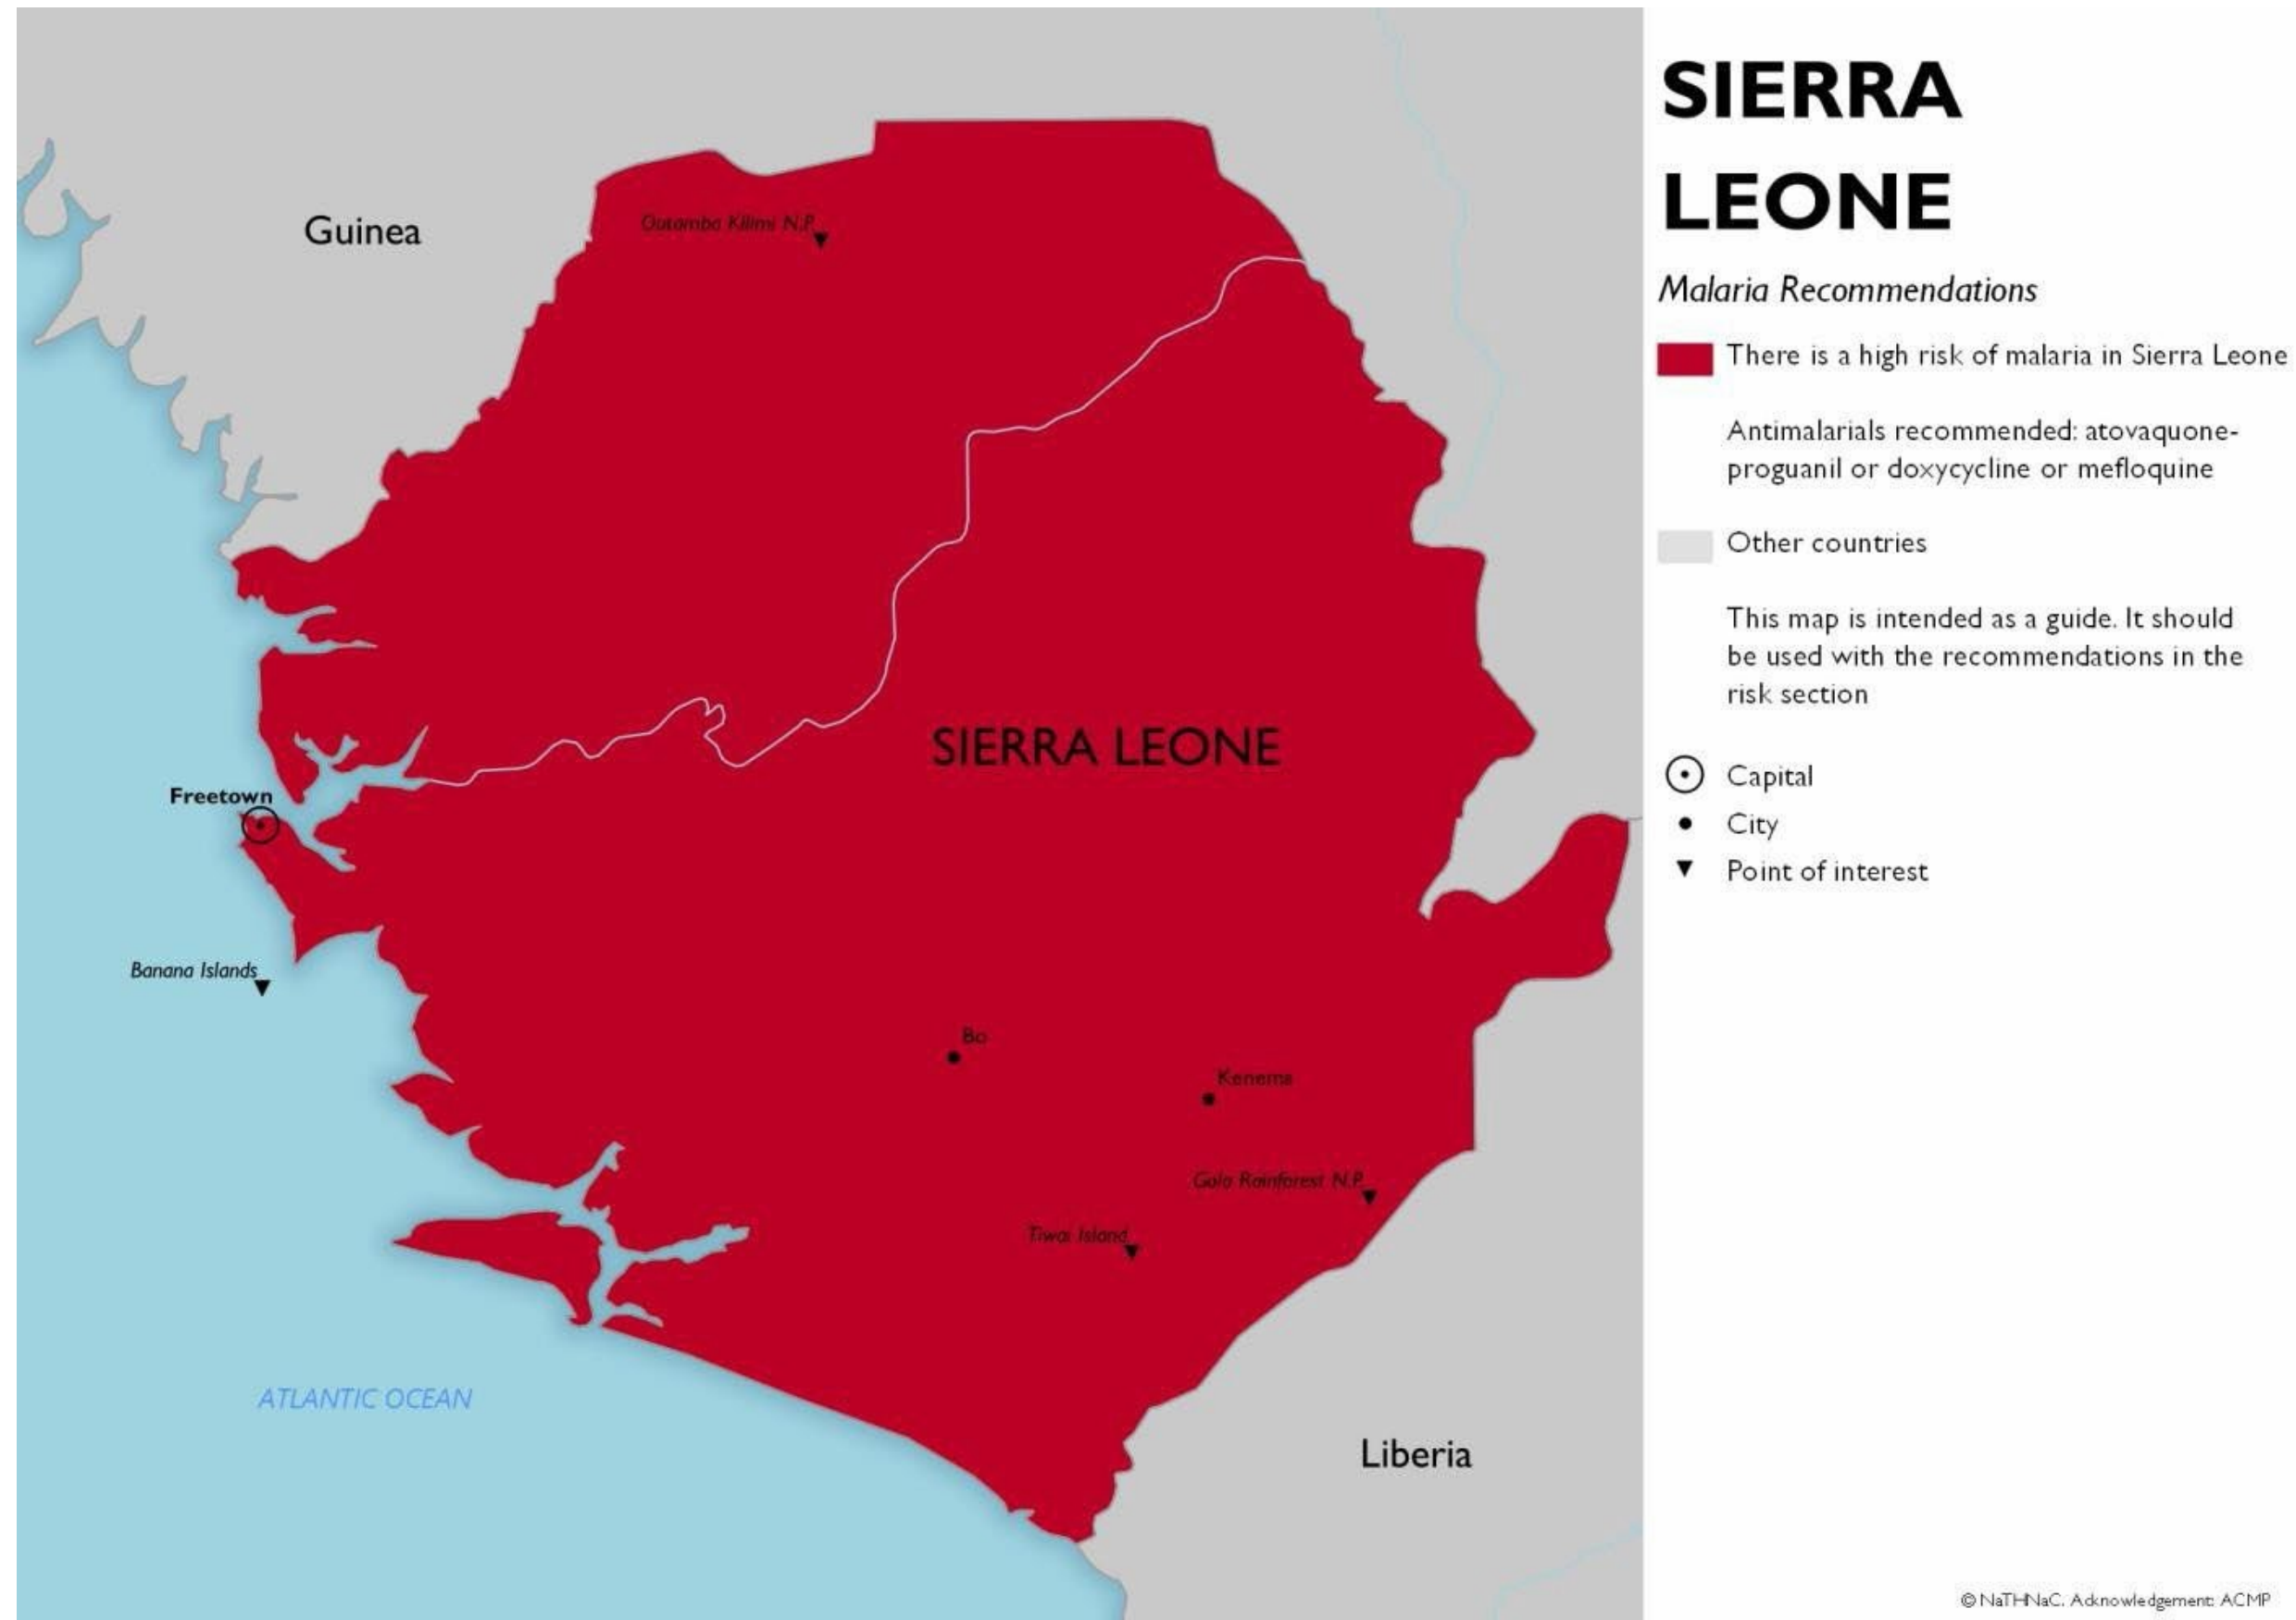 SIERRA
LEONE
Malaria Recommendations
There is a high risk of malaria in Sierra Leone
Antimalarials recommended: atovaquone-
proguanil or doxycycline or mefloquine
Other countries
This map is intended as a guide. It should
be used with the recommendations in the
risk section
Capital
City
Point of interest
Guinea
Outamba Kilimi N.P.
SIERRA LEONE
Freetown
Banana Islands
Bo
Kenema
Gola Rainforest N.P.
Tiwai Island
ATLANTIC OCEAN
Liberia
© NaTHNaC. Acknowledgement: ACMP